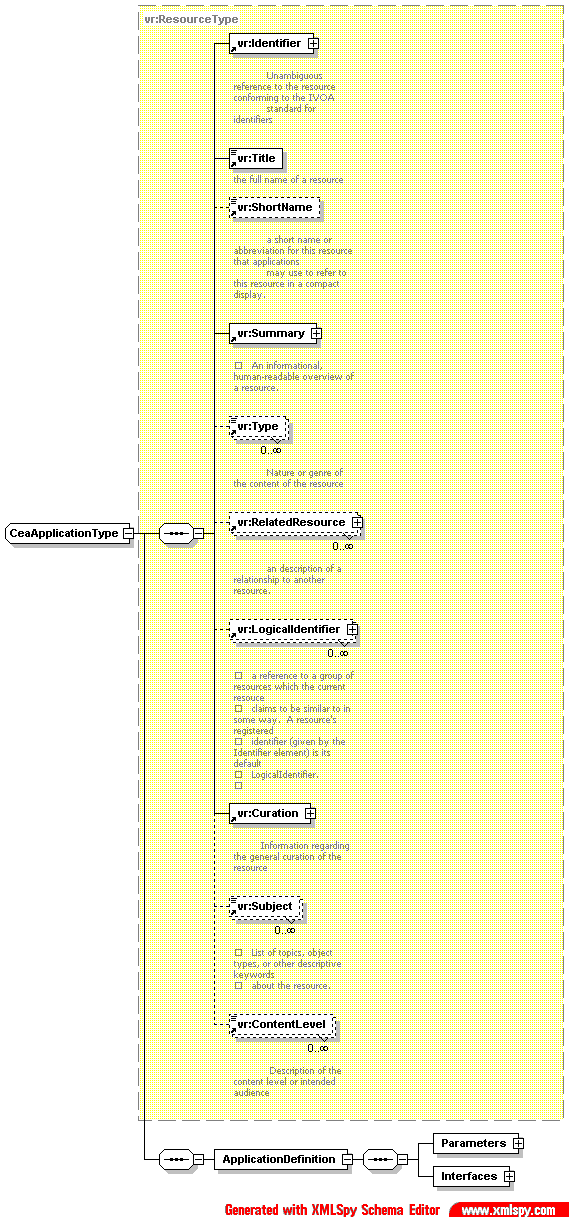 vr:ResourceType
vr:Identifier
Unambiguous
reference to the resource
conforming to the IVOA
standard for
identifiers
vr:Title
the full name of a resource
vr:ShortName
a short name or
abbreviation for this resource
that applications
may use to refer to
this resource in a compact
display.
vr:Summary
An informational,
human-readable overview of
a resource.
vr:Type
0..∞
Nature or genre of
the content of the resource
CeaApplicationType
vr:RelatedResource
0..∞
an description of a
relationship to another
resource.
vr:LogicalIdentifier
0..∞
a reference to a group of
resources which the current
resouce
claims to be similar to in
some way. A resource's
registered
identifier (given by the
Identifier element) is its
default
LogicalIdentifier.
vr:Curation
Information regarding
the general curation of the
resource
vr:Subject
0..∞
List of topics, object
types, or other descriptive
keywords
about the resource.
vr:ContentLevel
0..∞
Description of the
content level or intended
audience
ApplicationDefinition
Parameters
Interfaces
Generated with XMLSpy Schema Editor www.xmlspy.com